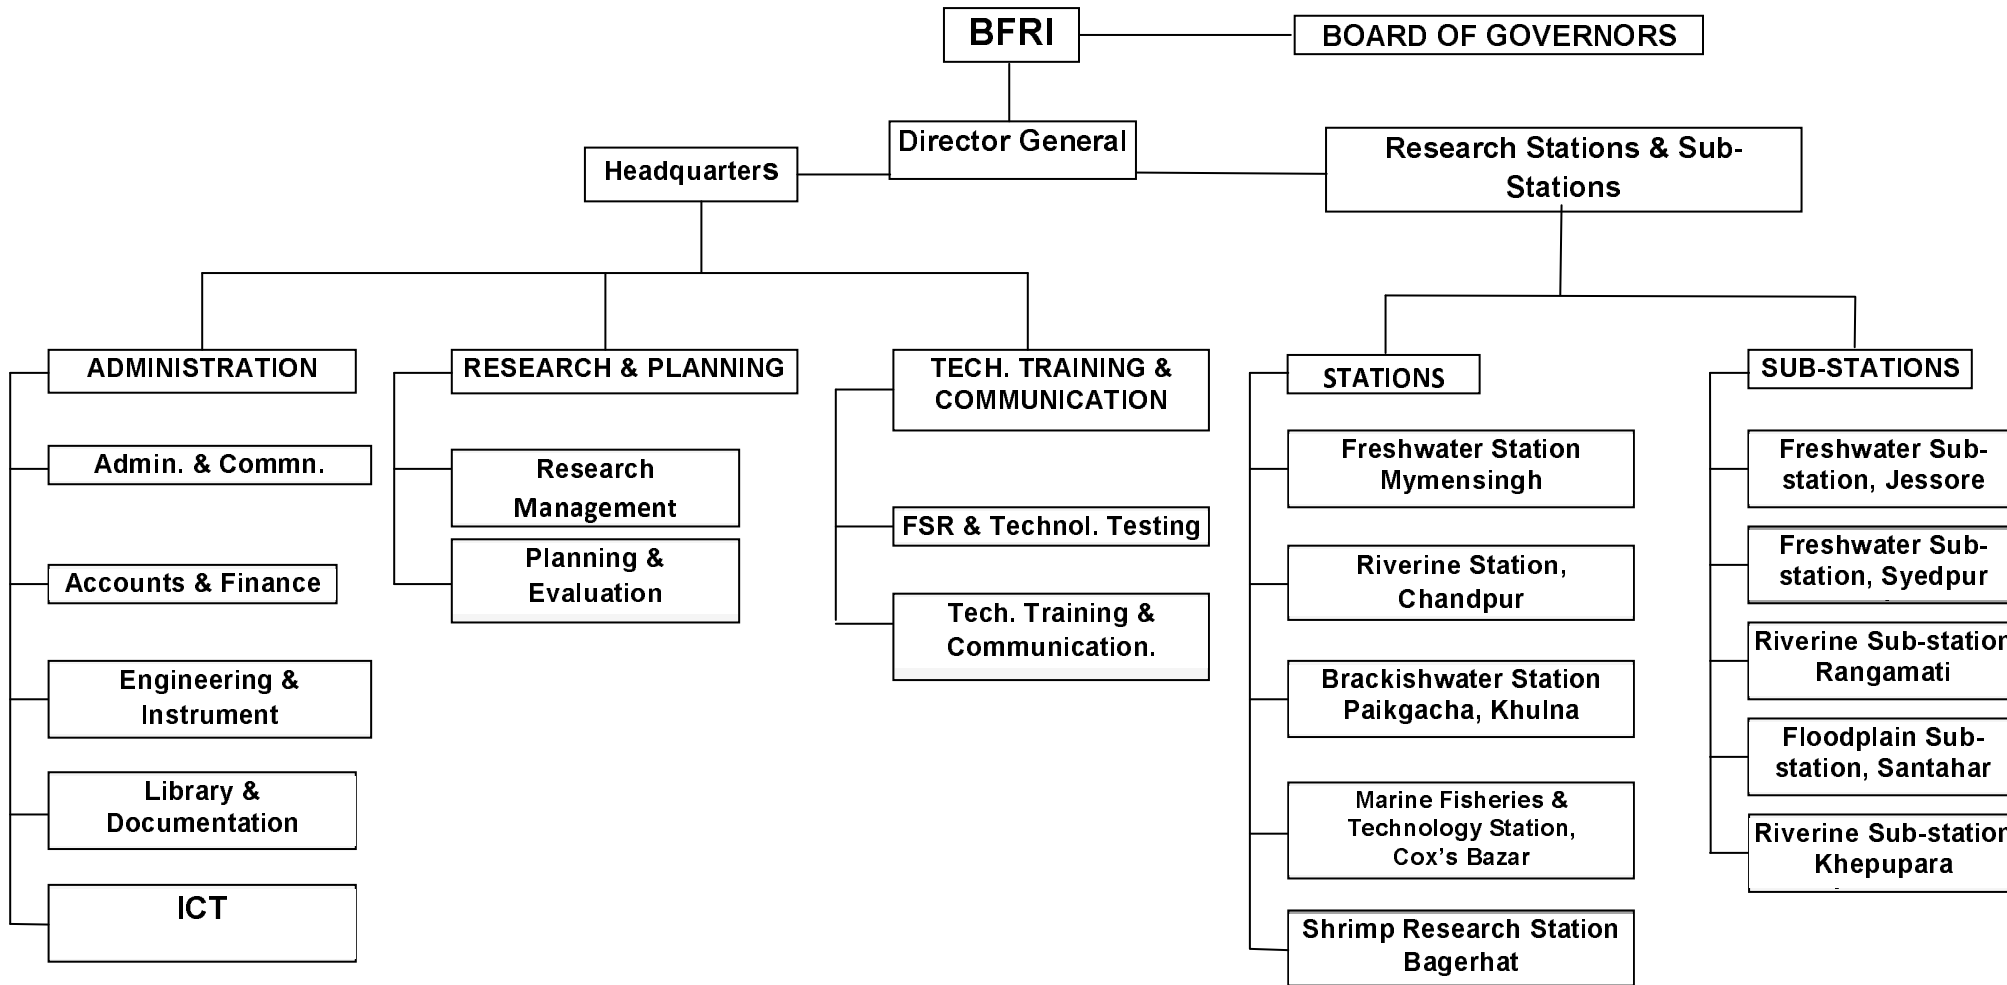 BFRI
BOARD OF GOVERNORS
Director General
Headquarters
Research Stations & Sub-
Stations
ADMINISTRATION
Admin. & Commn.
Accounts & Finance
Engineering &
Instrument
Library &
Documentation
ICT
RESEARCH & PLANNING
Research
Management
Planning &
Evaluation
TECH. TRAINING &
COMMUNICATION
FSR & Technol. Testing
Tech. Training &
Communication.
STATIONS
Freshwater Station
Mymensingh
Riverine Station,
Chandpur
Brackishwater Station
Paikgacha, Khulna
Marine Fisheries &
Technology Station,
Cox’s Bazar
Shrimp Research Station
Bagerhat
SUB-STATIONS
Freshwater Sub-
station, Jessore
Freshwater Sub-
station, Syedpur
Riverine Sub-station
Rangamati
Floodplain Sub-
station, Santahar
Riverine Sub-station
Khepupara